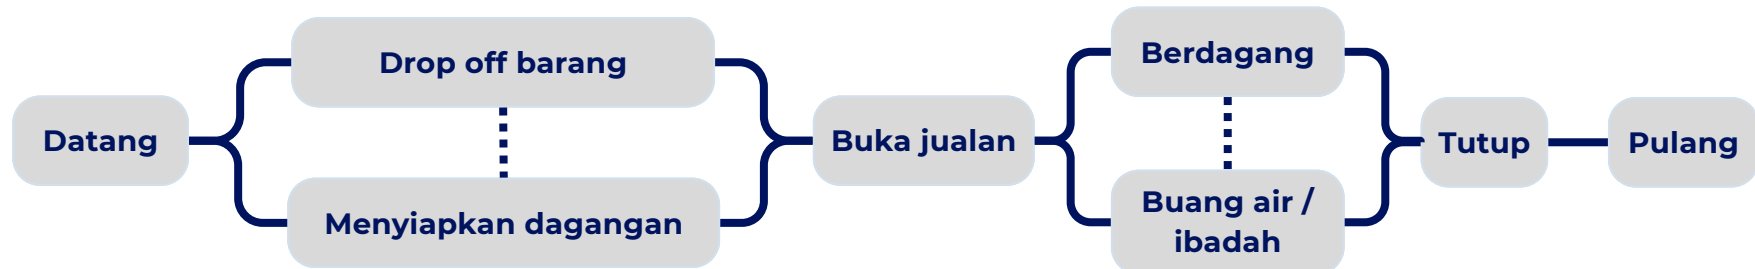 Datang
Drop off barang
Menyiapkan dagangan
Buka jualan
Berdagang
Buang air /
ibadah
Tutup
Pulang